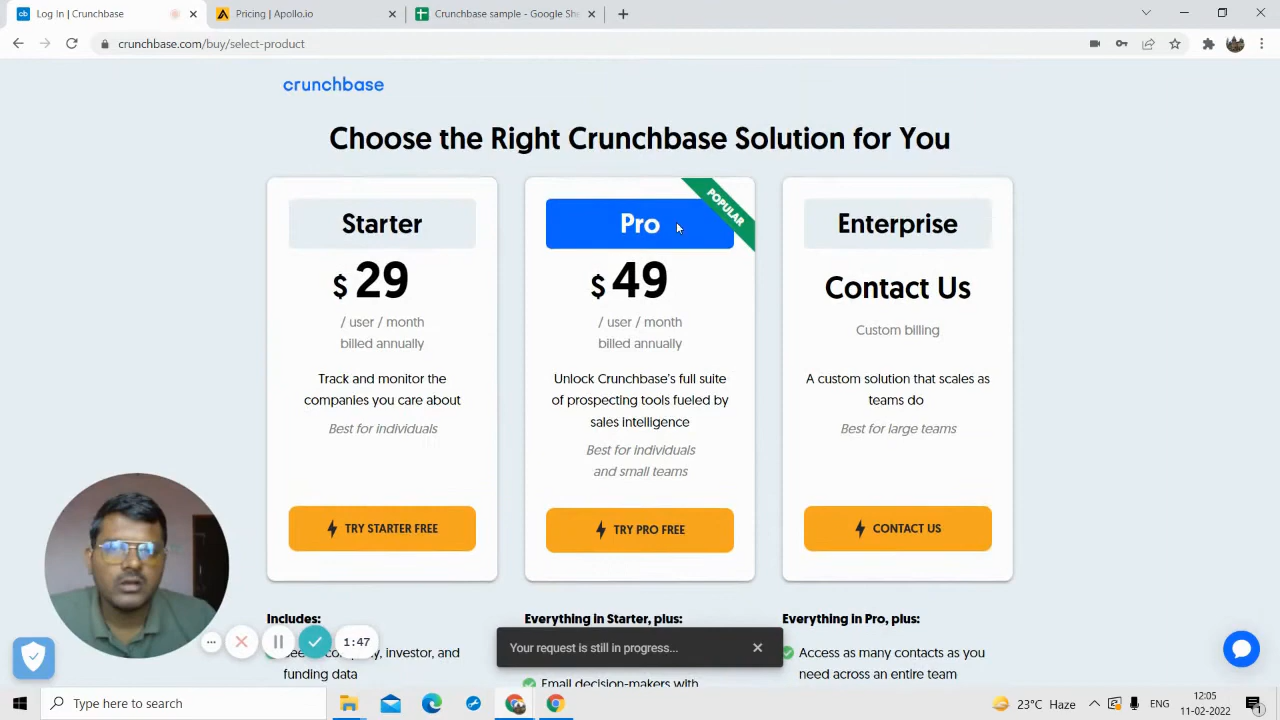 Log In | Crunchbase
Pricing | Apollo.io
Crunchbase sample - Google She
crunchbase.com/buy/select-product
crunchbase
Choose the Right Crunchbase Solution for You
Starter
$ 29
/ user / month
billed annually
Track and monitor the
companies you care about
Best for individuals
TRY STARTER FREE
POPULAR
Pro
$ 49
/ user / month
billed annually
Unlock Crunchbase's full suite
of prospecting tools fueled by
sales intelligence
Best for individuals
and small teams
TRY PRO FREE
Enterprise
Contact Us
Custom billing
A custom solution that scales as
teams do
Best for large teams
CONTACT US
Includes:
company, investor, and
funding data
Everything in Starter, plus:
Email decision-makers with
Everything in Pro, plus:
Access as many contacts as you
need across an entire team
1:47
Your request is still in progress...
Type here to search
23°C Haze
ENG
12:05
11-02-2022